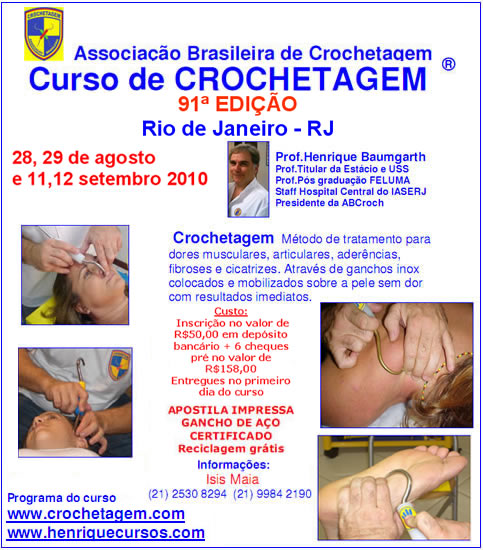 CROCHETAGEM
Associação Brasileira de Crochetagem
Curso de CROCHETAGEM ®
91ª EDIÇÃO
Rio de Janeiro - RJ
28, 29 de agosto
e 11,12 setembro 2010
Prof.Henrique Baumgarth
Prof.Titular da Estácio e USS
Prof.Pós graduação FELUMA
Staff Hospital Central do IASERJ
Presidente da ABCroch
Crochetagem Método de tratamento para
dores musculares, articulares, aderências,
fibroses e cicatrizes. Através de ganchos inox
colocados e mobilizados sobre a pele sem dor
com resultados imediatos.
Custo:
Inscrição no valor de
R$50,00 em depósito
bancário + 6 cheques
pré no valor de
R$158,00
Entregues no primeiro
dia do curso
APOSTILA IMPRESSA
GANCHO DE AÇO
CERTIFICADO
Reciclagem grátis
Informações:
Isis Maia
(21) 2530 8294 (21) 9984 2190
Programa do curso
www.crochetagem.com
www.henriquecursos.com